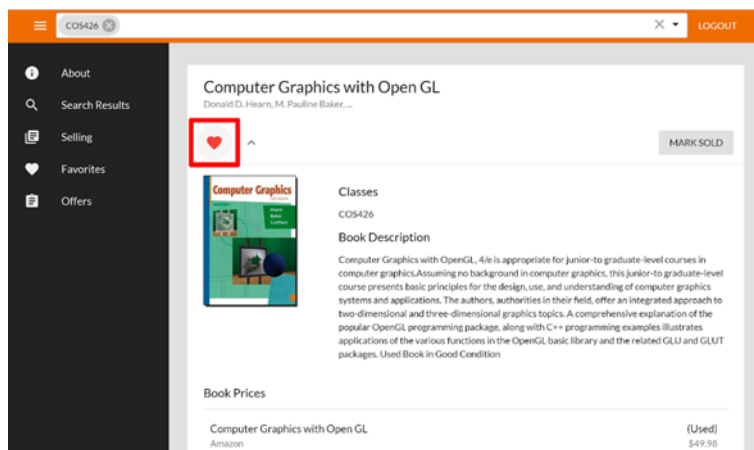 COS426
LOGOUT
About
Search Results
Selling
Favorites
Offers
Computer Graphics with Open GL
Donald D. Hearn, M. Pauline Baker, ...
MARK SOLD
Computer Graphics
Hearn
Baker
Carithers
Classes
COS426
Book Description
Computer Graphics with OpenGL, 4/e is appropriate for junior-to graduate-level courses in
computer graphics.Assuming no background in computer graphics, this junior-to graduate-level
course presents basic principles for the design, use, and understanding of computer graphics
systems and applications. The authors, authorities in their field, offer an integrated approach to
two-dimensional and three-dimensional graphics topics. A comprehensive explanation of the
popular OpenGL programming package, along with C++ programming examples illustrates
applications of the various functions in the OpenGL basic library and the related GLU and GLUT
packages. Used Book in Good Condition
Book Prices
Computer Graphics with Open GL
(Used)
Amazon
$49.98